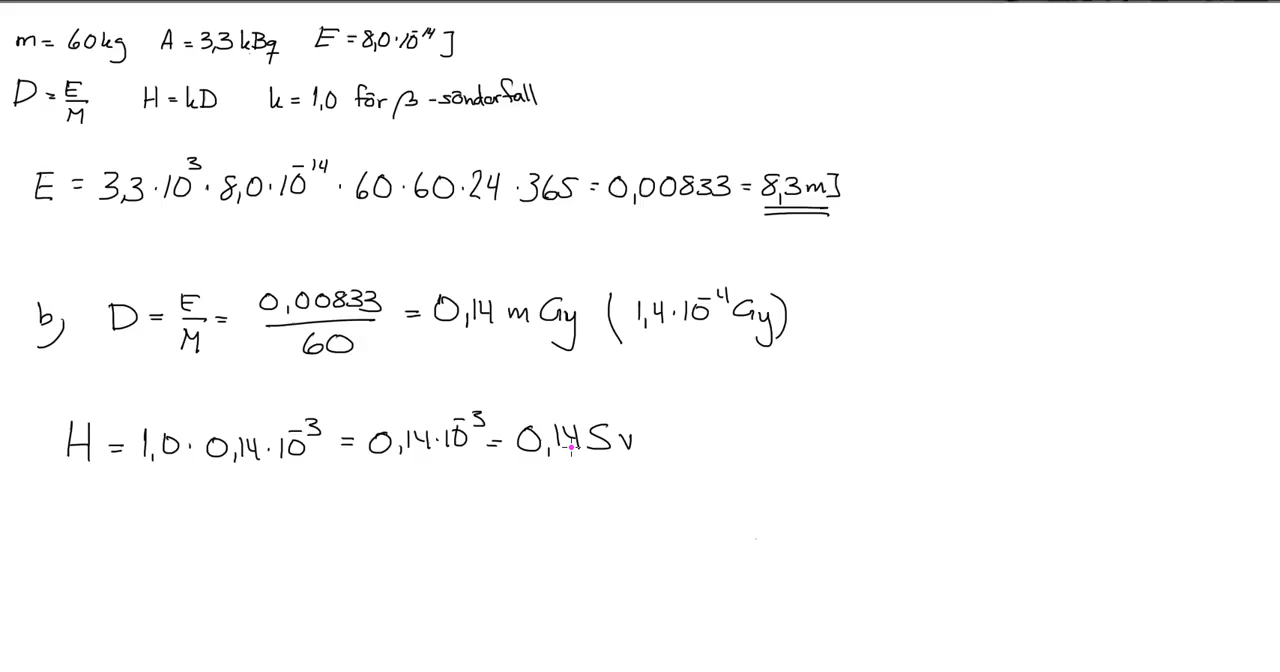 m = 60kg A = 3,3 kBq E = 8,0·10⁻¹⁴ J
D = E/M H = kD k = 1,0 för β -sönderfall
E = 3,3·10³·8,0·10⁻¹⁴·60·60·24·365 = 0,00833 = 8,3mJ
b) D = E/M = 0,00833/60 = 0,14 mGy (1,4·10⁻⁴Gy)
H = 1,0·0,14·10⁻³ = 0,14·10⁻³ = 0,14 Sv